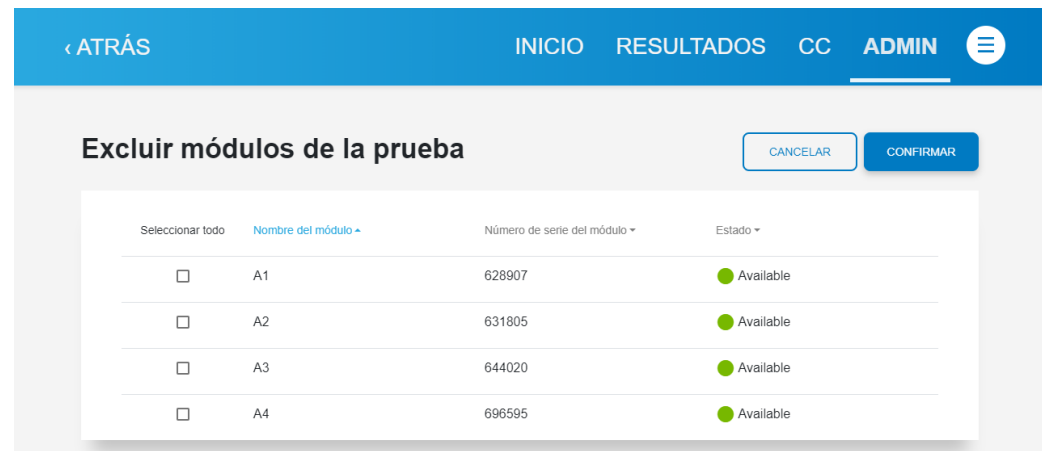 ‹ ATRÁS INICIO RESULTADOS CC ADMIN
Excluir módulos de la prueba CANCELAR CONFIRMAR
Seleccionar todo Nombre del módulo Número de serie del módulo Estado
A1 628907 Available
A2 631805 Available
A3 644020 Available
A4 696595 Available